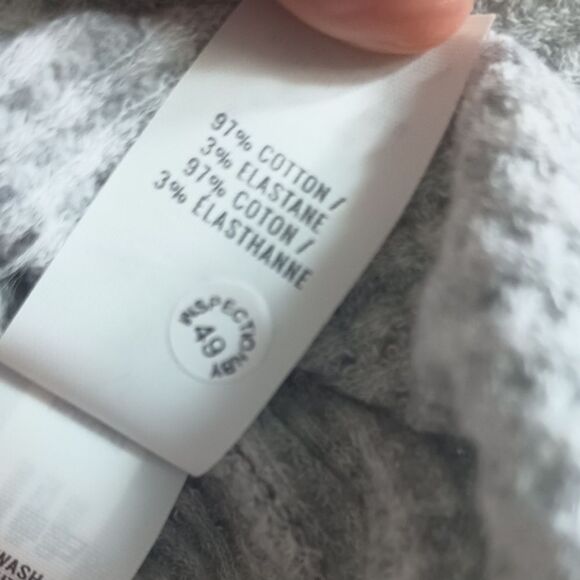 97% COTTON /
3% ELASTANE
97% COTON /
3% ÉLASTHANNE
INSPECTION BY
49
WASH